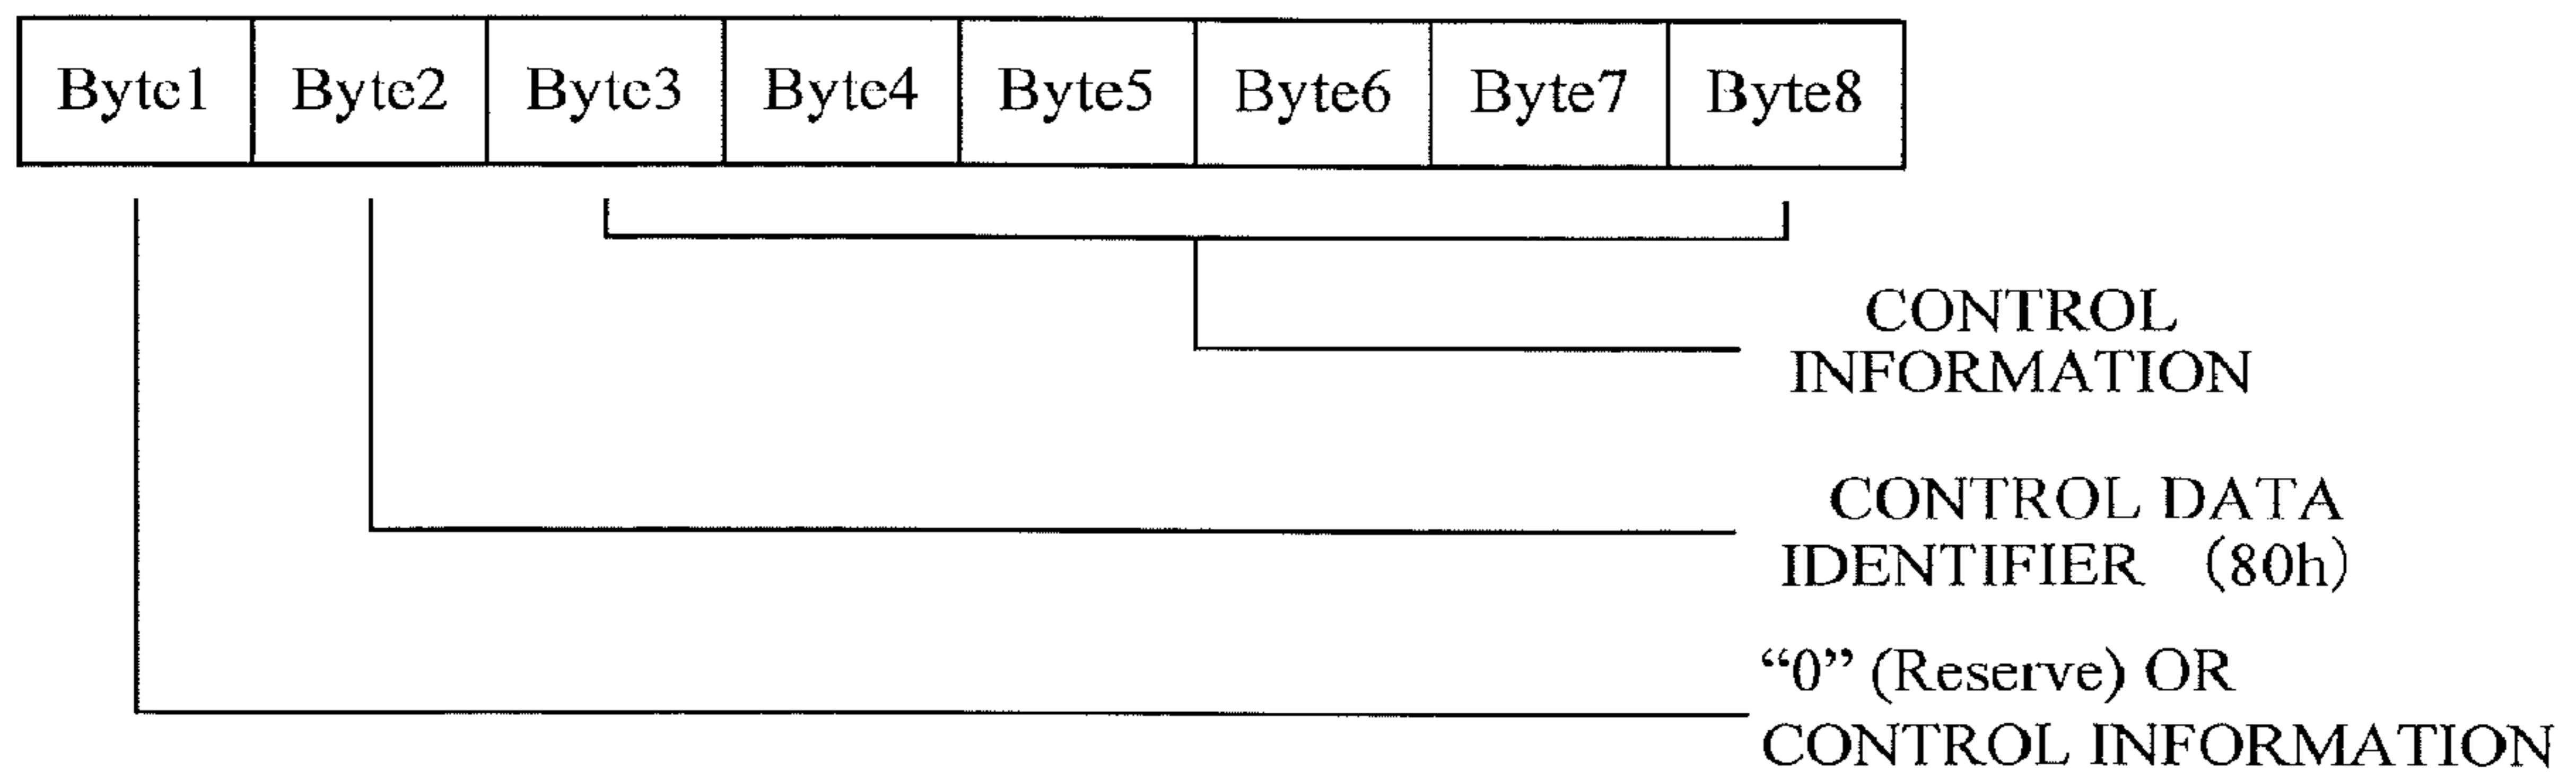 Byte1 Byte2 Byte3 Byte4 Byte5 Byte6 Byte7 Byte8
CONTROL
INFORMATION
CONTROL DATA
IDENTIFIER (80h)
“0” (Reserve) OR
CONTROL INFORMATION